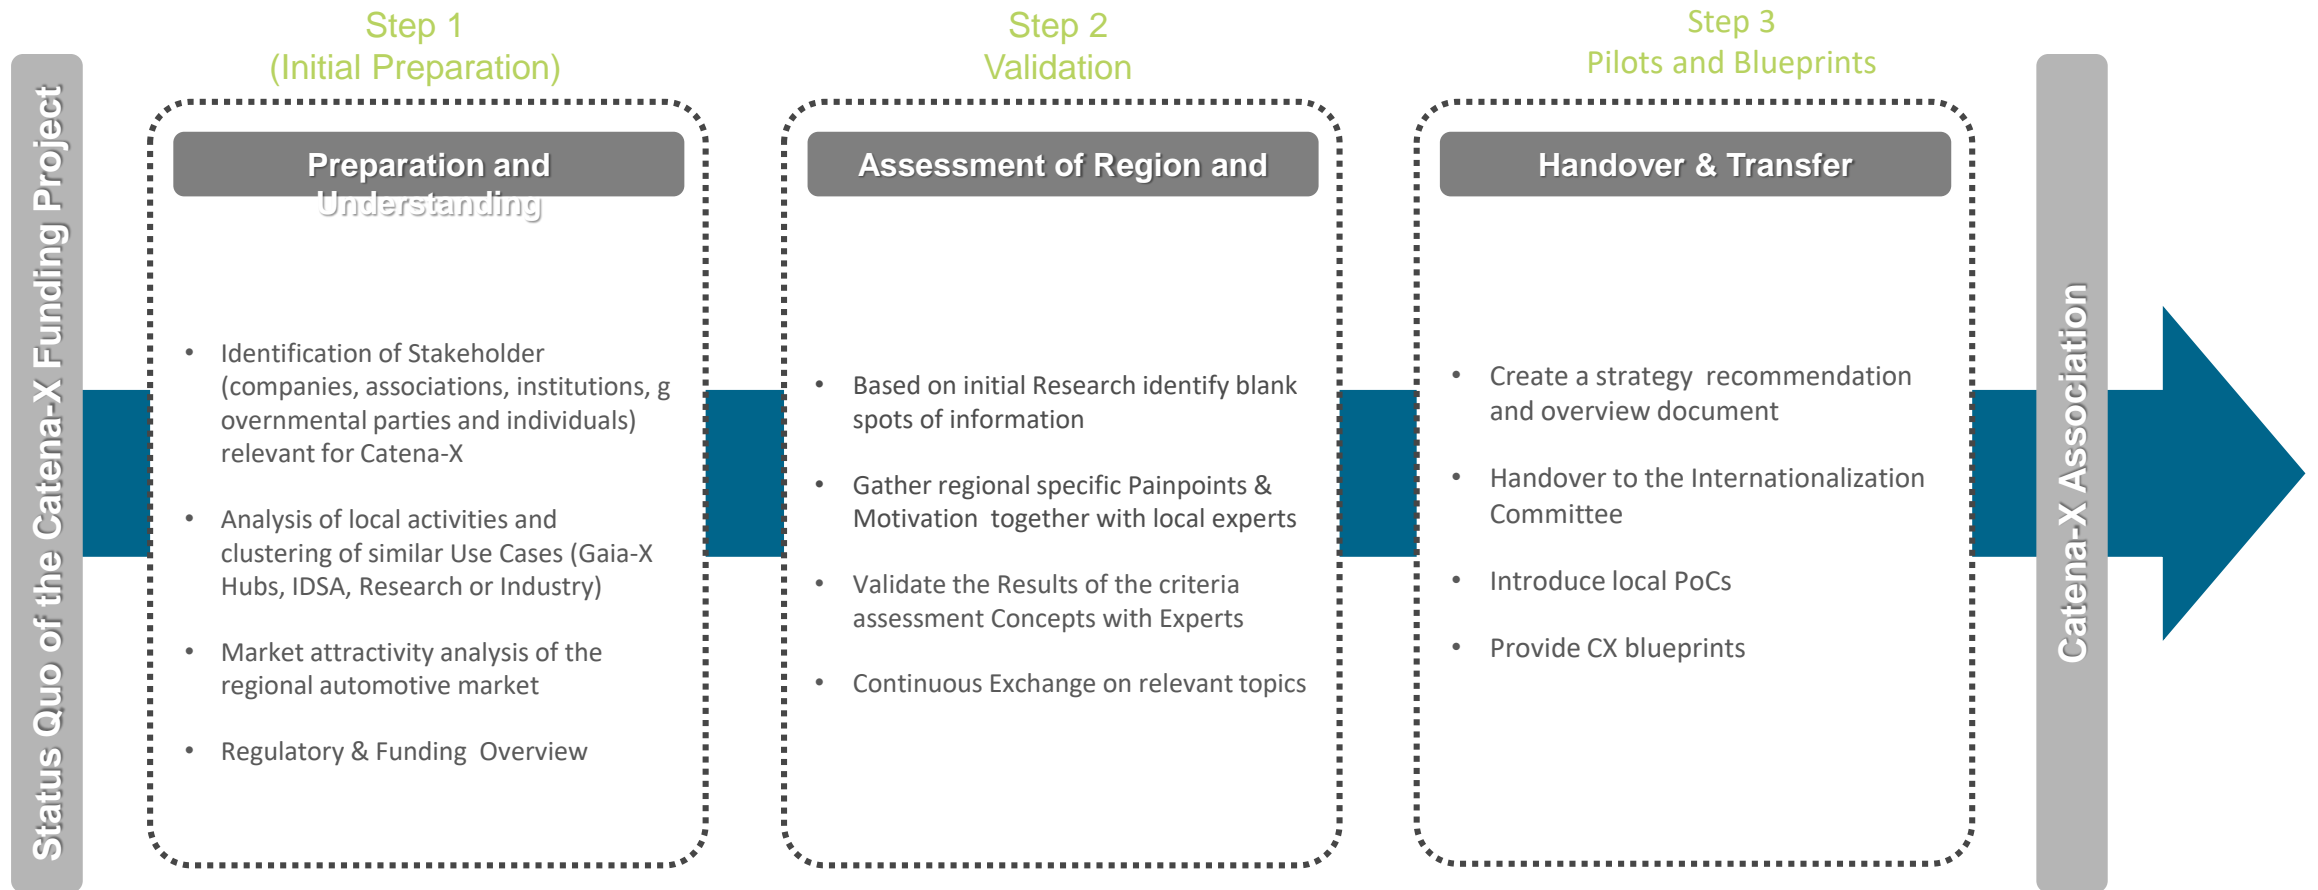 Status Quo of the Catena-X Funding Project
Step 1
(Initial Preparation)
Preparation and
Understanding
• Identification of Stakeholder
(companies, associations, institutions, g
overnmental parties and individuals)
relevant for Catena-X
• Analysis of local activities and
clustering of similar Use Cases (Gaia-X
Hubs, IDSA, Research or Industry)
• Market attractivity analysis of the
regional automotive market
• Regulatory & Funding Overview
Step 2
Validation
Assessment of Region and
• Based on initial Research identify blank
spots of information
• Gather regional specific Painpoints &
Motivation together with local experts
• Validate the Results of the criteria
assessment Concepts with Experts
• Continuous Exchange on relevant topics
Step 3
Pilots and Blueprints
Handover & Transfer
• Create a strategy recommendation
and overview document
• Handover to the Internationalization
Committee
• Introduce local PoCs
• Provide CX blueprints
Catena-X Association